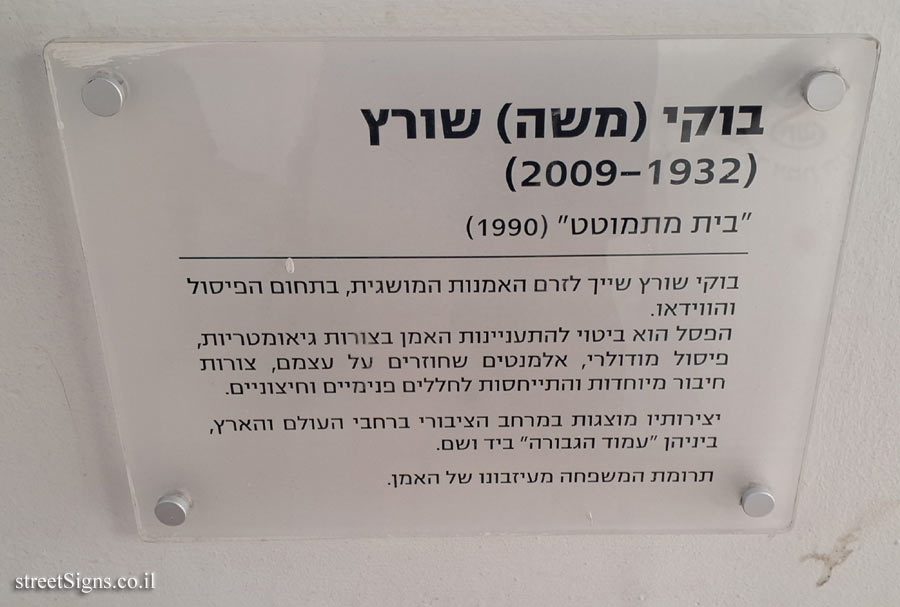 בוקי (משה) שורץ
(1932–2009)
"בית מתמוטט" (1990)
בוקי שורץ שייך לזרם האמנות המושגית, בתחום הפיסול
והווידאו.
הפסל הוא ביטוי להתעניינות האמן בצורות גיאומטריות,
פיסול מודולרי, אלמנטים שחוזרים על עצמם, צורות
חיבור מיוחדות והתייחסות לחללים פנימיים וחיצוניים.
יצירותיו מוצגות במרחב הציבורי ברחבי העולם והארץ,
ביניהן "עמוד הגבורה" ביד ושם.
תרומת המשפחה מעיזבונו של האמן.
streetSigns.co.il